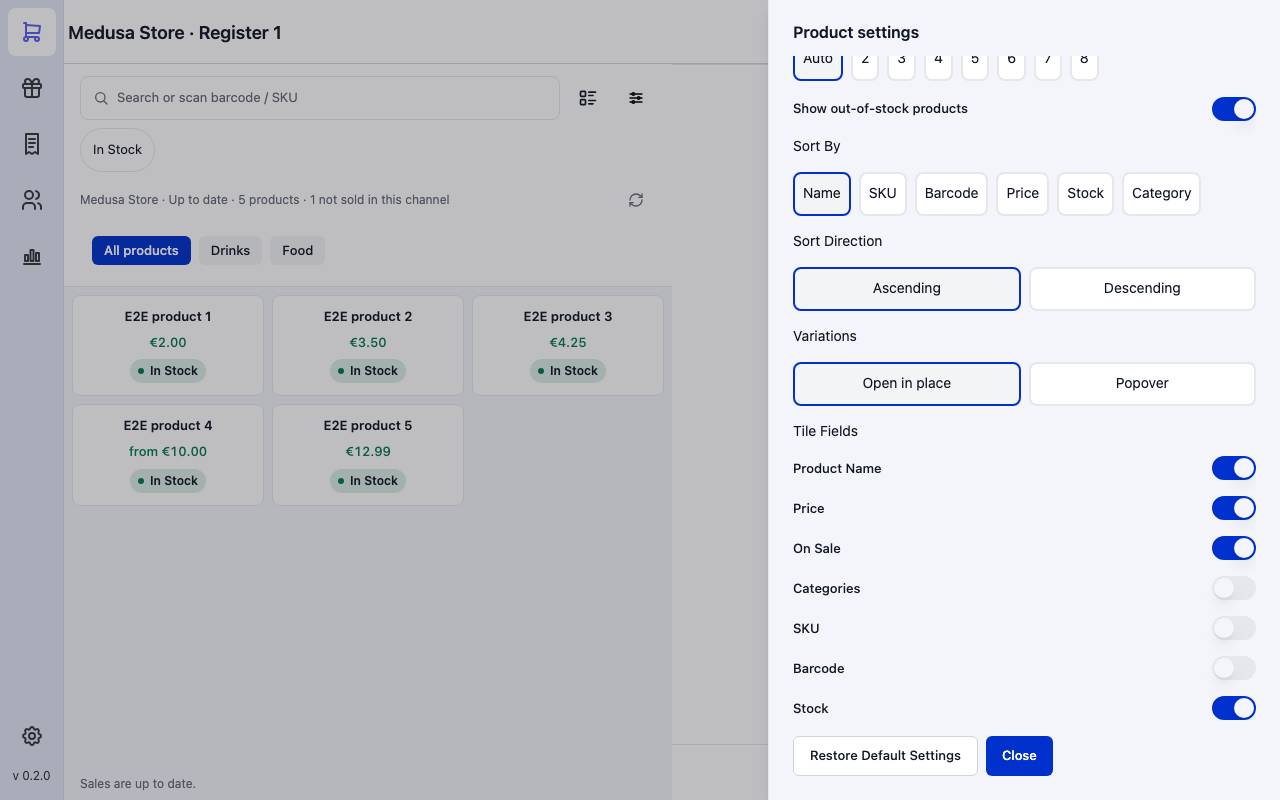 Medusa Store · Register 1
Search or scan barcode / SKU
In Stock
Medusa Store · Up to date · 5 products · 1 not sold in this channel
All products
Drinks
Food
E2E product 1
€2.00
In Stock
E2E product 2
€3.50
In Stock
E2E product 3
€4.25
In Stock
E2E product 4
from €10.00
In Stock
E2E product 5
€12.99
In Stock
v 0.2.0
Sales are up to date.
Product settings
Auto 2 3 4 5 6 7 8
Show out-of-stock products
Sort By
Name SKU Barcode Price Stock Category
Sort Direction
Ascending Descending
Variations
Open in place Popover
Tile Fields
Product Name
Price
On Sale
Categories
SKU
Barcode
Stock
Restore Default Settings Close